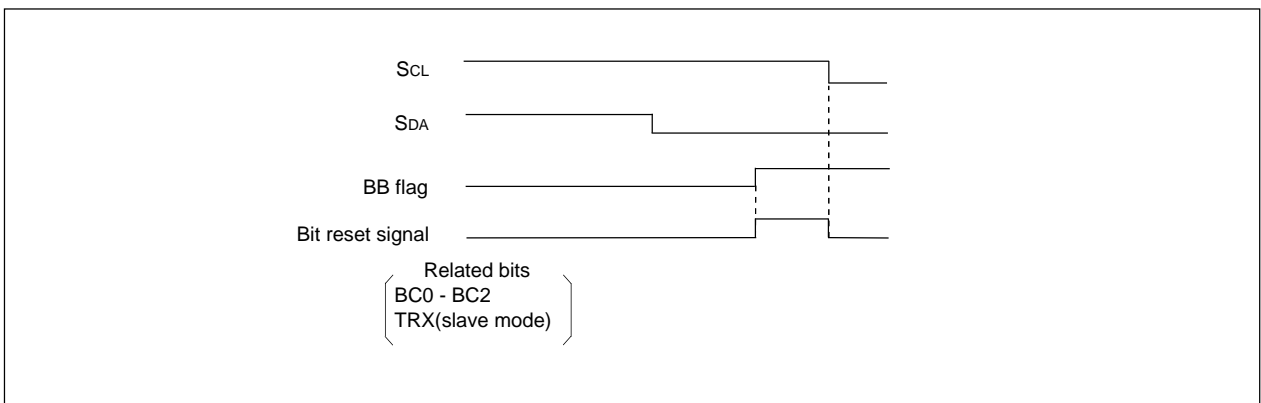 SCL
SDA
BB flag
Bit reset signal
Related bits
BC0 - BC2
TRX(slave mode)